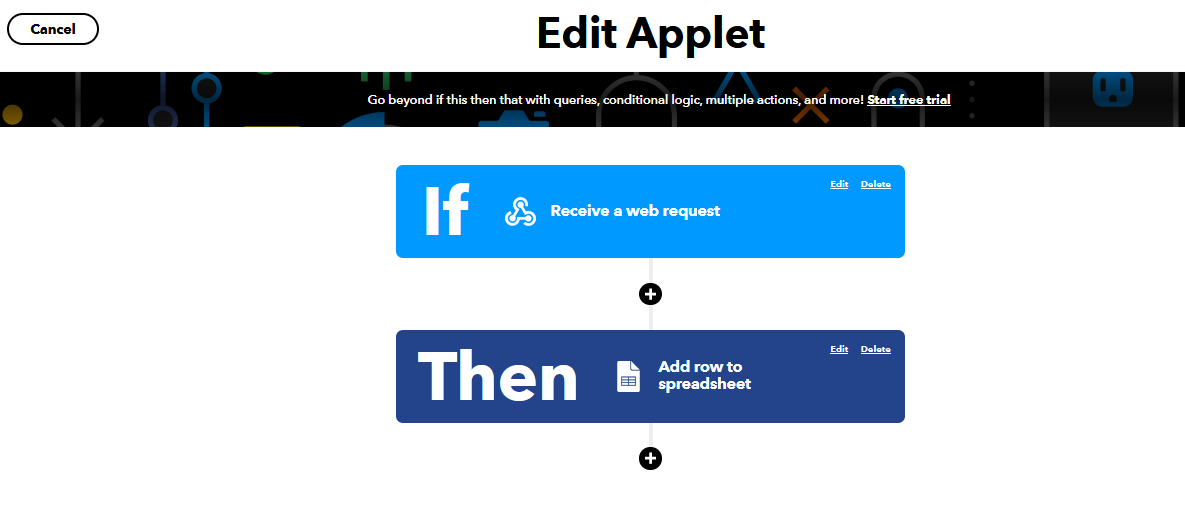 Cancel
Edit Applet
Go beyond if this then that with queries, conditional logic, multiple actions, and more! Start free trial
Edit Delete
If
Receive a web request
Edit Delete
Then
Add row to
spreadsheet